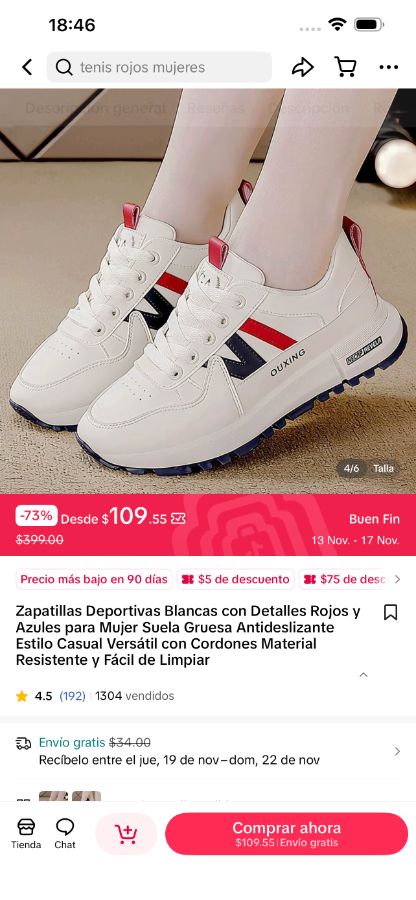 18:46
tenis rojos mujeres
Descripción general Reseñas Descripción
OUXING
4/6 Talla
-73% Desde $109.55
Buen Fin
$399.00
13 Nov. - 17 Nov.
Precio más bajo en 90 días
$5 de descuento
$75 de desc
Zapatillas Deportivas Blancas con Detalles Rojos y
Azules para Mujer Suela Gruesa Antideslizante
Estilo Casual Versátil con Cordones Material
Resistente y Fácil de Limpiar
4.5 (192) 1304 vendidos
Envío gratis $34.00
Recíbelo entre el jue, 19 de nov–dom, 22 de nov
Tienda
Chat
Comprar ahora
$109.55 | Envío gratis